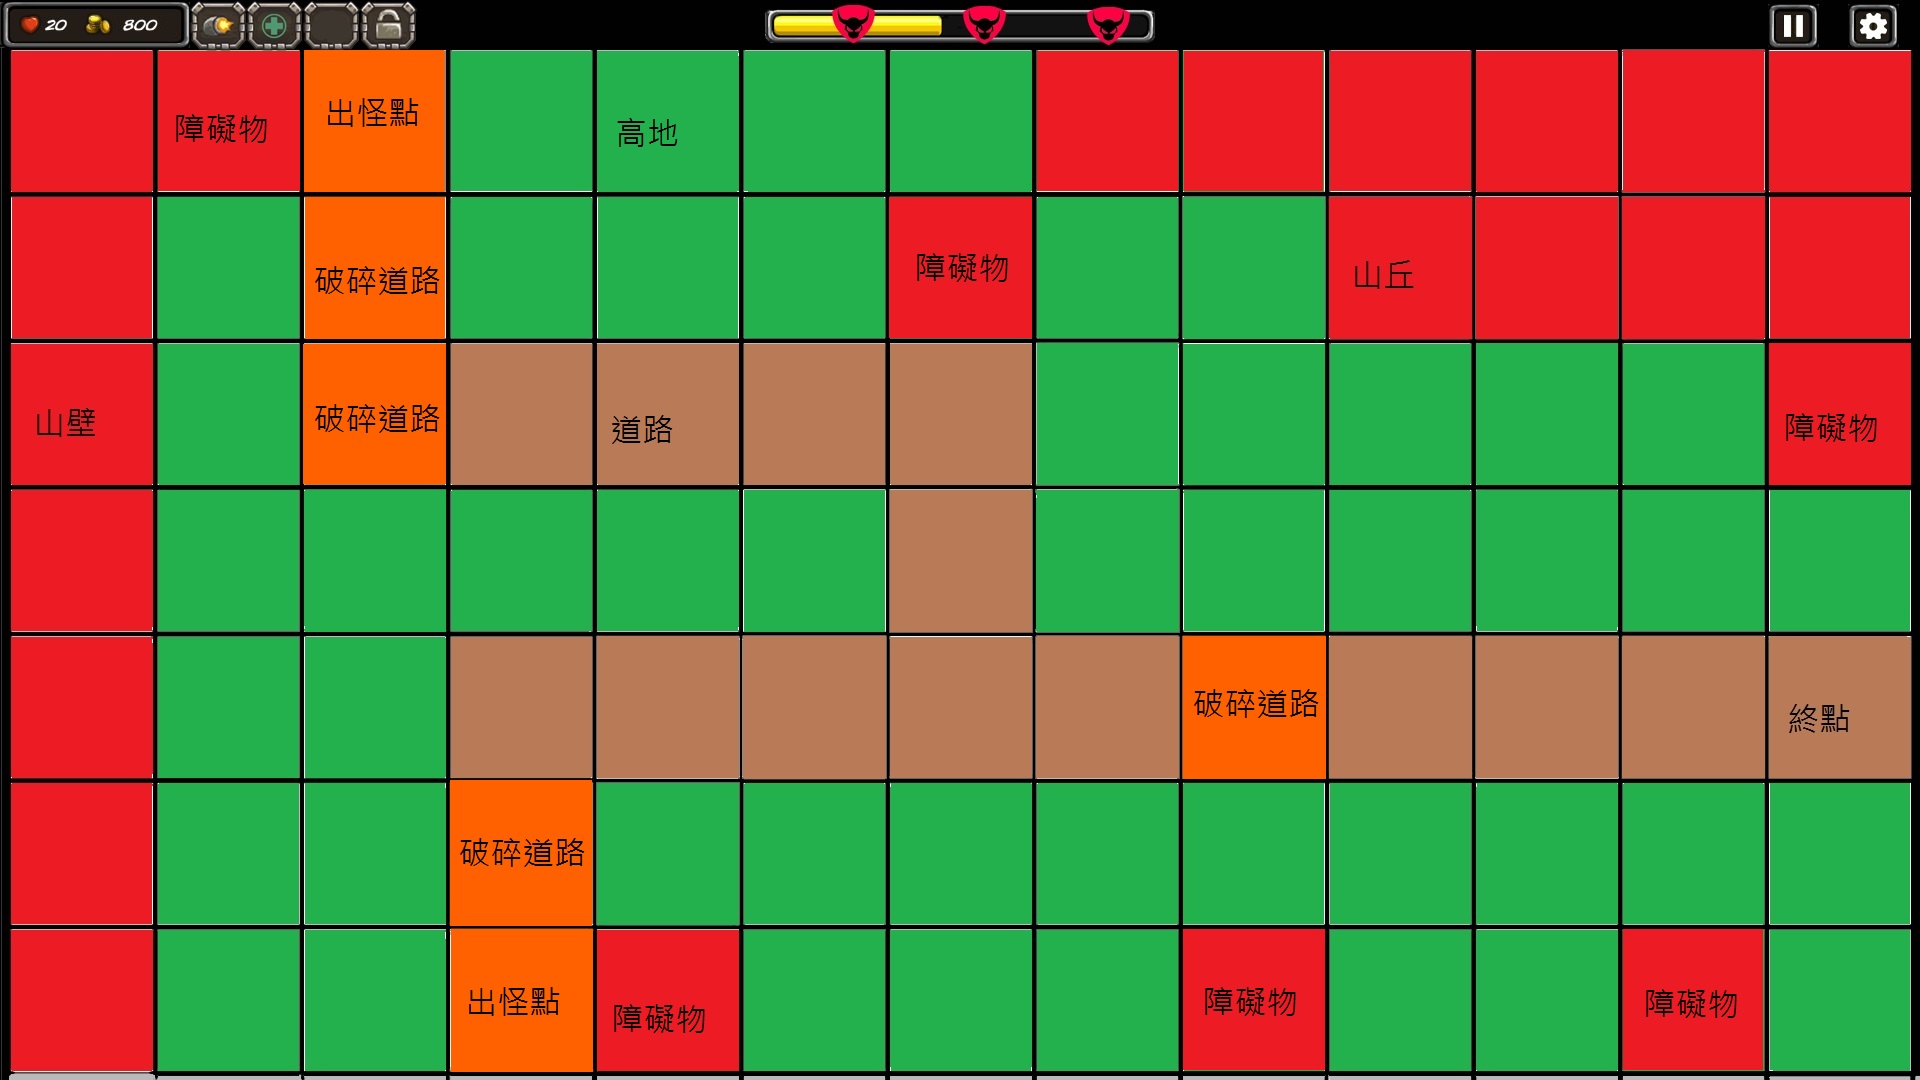 20 800
障礙物
出怪點
高地
破碎道路
障礙物
山丘
山壁
破碎道路
道路
障礙物
破碎道路
終點
破碎道路
出怪點
障礙物
障礙物
障礙物